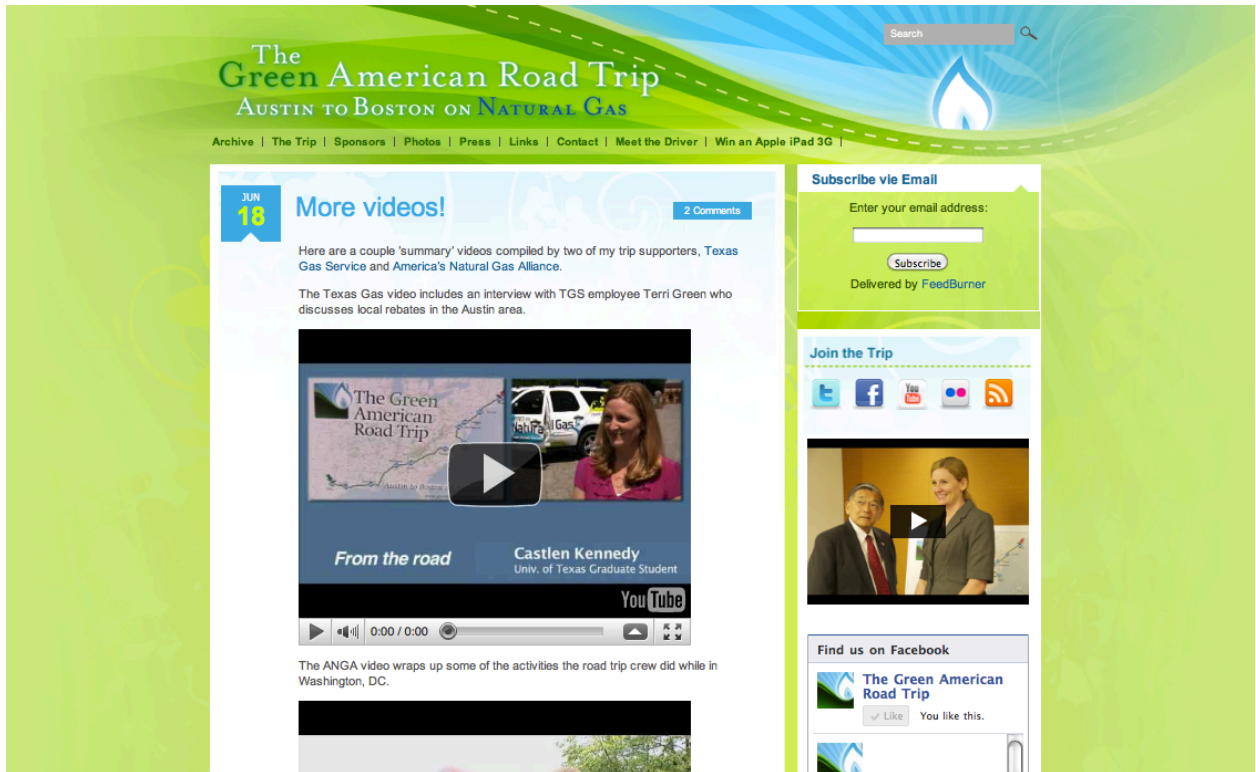 Search
The
Green American Road Trip
Austin to Boston on Natural Gas
Archive | The Trip | Sponsors | Photos | Press | Links | Contact | Meet the Driver | Win an Apple iPad 3G |
JUN
18
More videos!
2 Comments
Here are a couple 'summary' videos compiled by two of my trip supporters, Texas
Gas Service and America's Natural Gas Alliance.
The Texas Gas video includes an interview with TGS employee Terri Green who
discusses local rebates in the Austin area.
The Green
American
Road Trip
Austin to Boston
Natural Gas
From the road
Castlen Kennedy
Univ. of Texas Graduate Student
YouTube
0:00 / 0:00
The ANGA video wraps up some of the activities the road trip crew did while in
Washington, DC.
Subscribe vie Email
Enter your email address:
Subscribe
Delivered by FeedBurner
Join the Trip
You
Tube
Find us on Facebook
The Green American
Road Trip
Like You like this.